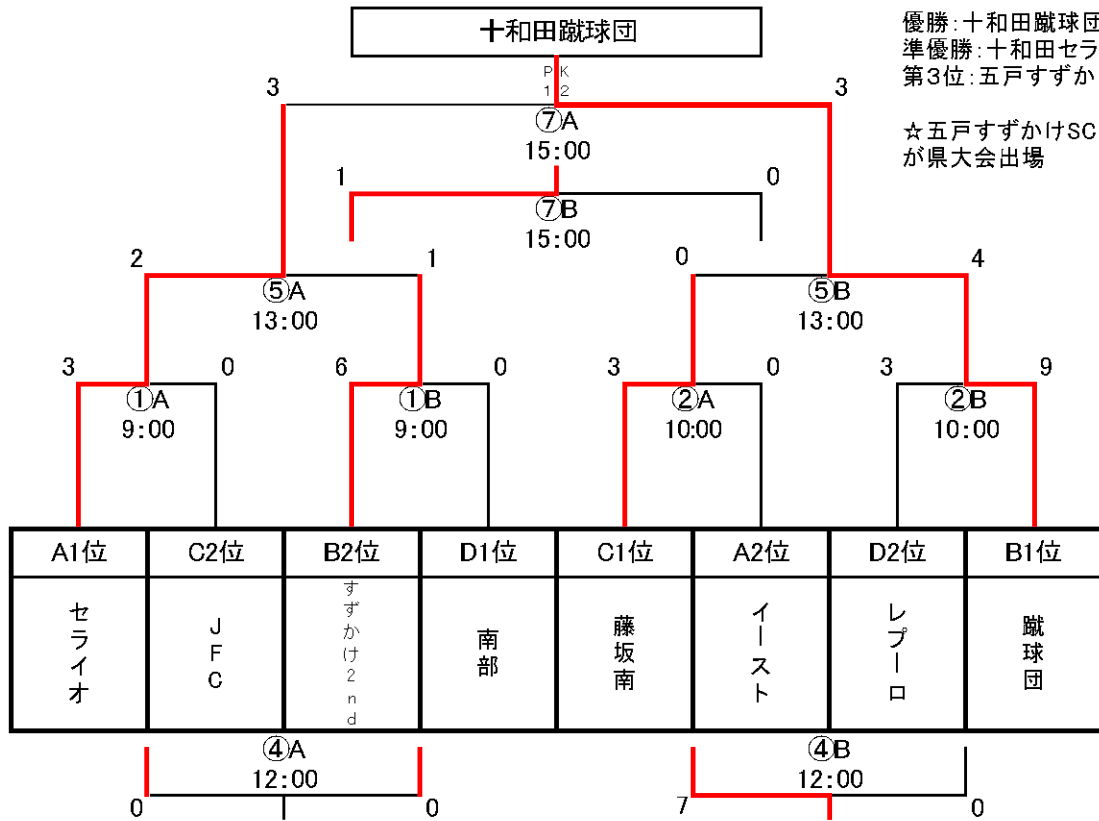 十和田蹴球団
優勝:十和田蹴球団
準優勝:十和田セラ
第3位:五戸すずか
☆五戸すずかけSC
が県大会出場
3
PK
1 2
3
⑦A
15:00
1
0
⑦B
15:00
2
1
0
4
⑤A
13:00
⑤B
13:00
3
0
6
0
3
0
3
9
①A
9:00
①B
9:00
②A
10:00
②B
10:00
A1位
C2位
B2位
D1位
C1位
A2位
D2位
B1位
セライオ
JFC
すずかけ2nd
南部
藤坂南
イースト
レプーロ
蹴球団
④A
12:00
④B
12:00
0
0
7
0